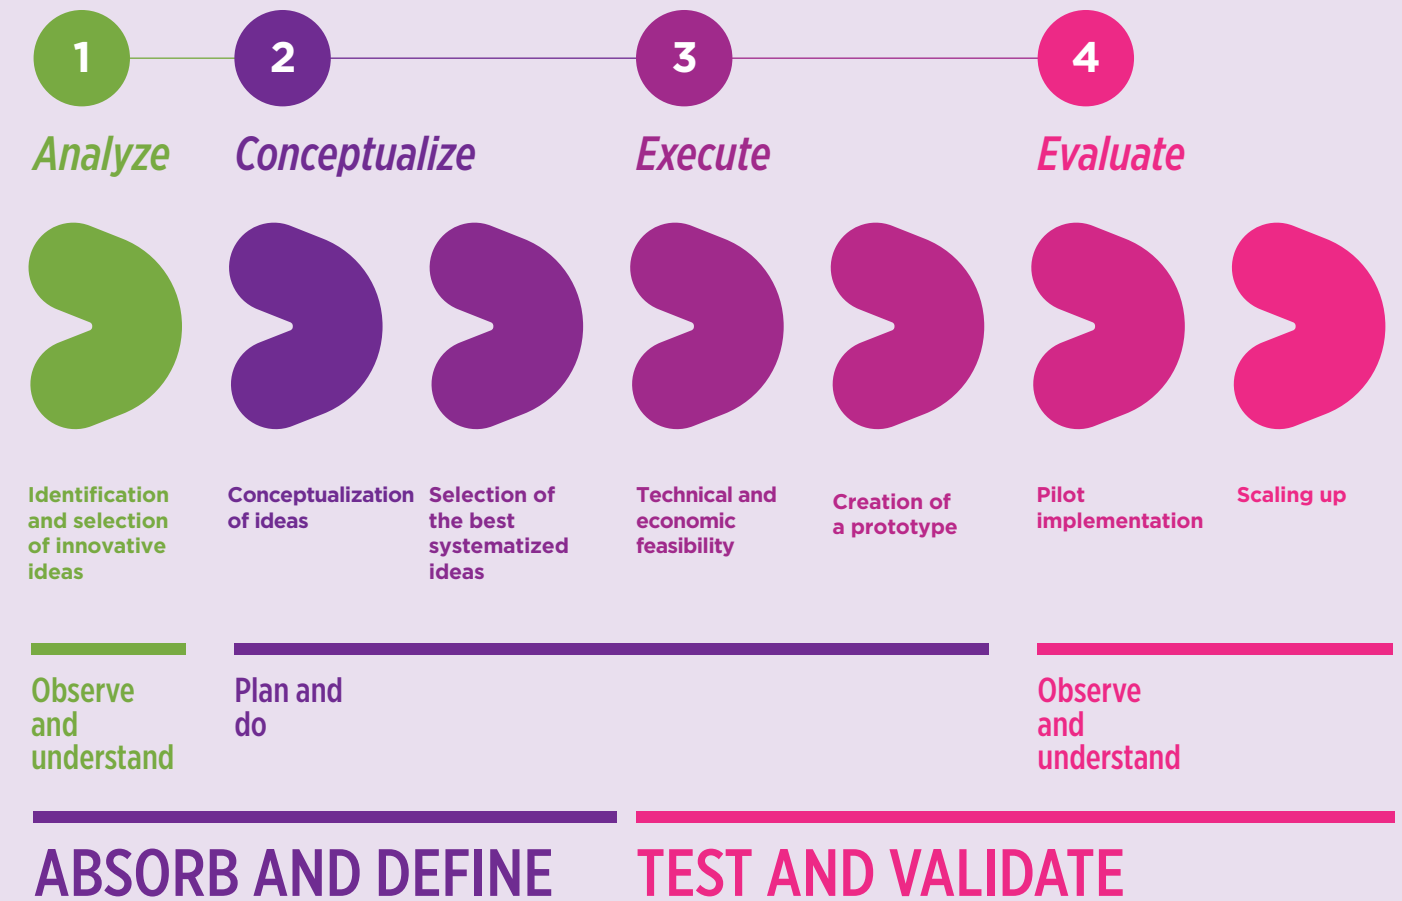 1
2
3
4
Analyze
Conceptualize
Execute
Evaluate
Identification
and selection
of innovative
ideas
Conceptualization
of ideas
Selection of
the best
systematized
ideas
Technical and
economic
feasibility
Creation of
a prototype
Pilot
implementation
Scaling up
Observe
and
understand
Plan and
do
Observe
and
understand
ABSORB AND DEFINE
TEST AND VALIDATE